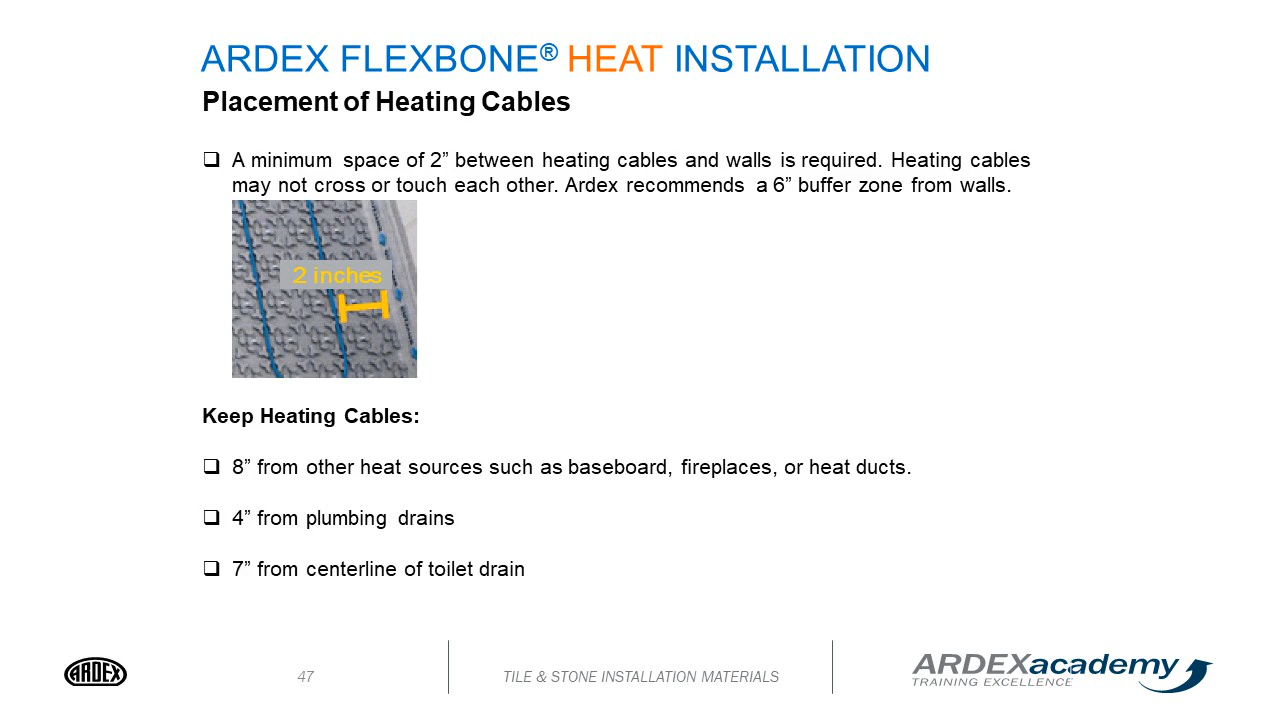 ARDEX FLEXBONE® HEAT INSTALLATION
Placement of Heating Cables
❑ A minimum space of 2” between heating cables and walls is required. Heating cables
may not cross or touch each other. Ardex recommends a 6” buffer zone from walls.
2 inches
Keep Heating Cables:
❑ 8” from other heat sources such as baseboard, fireplaces, or heat ducts.
❑ 4” from plumbing drains
❑ 7” from centerline of toilet drain
ARDEX
47
TILE & STONE INSTALLATION MATERIALS
ARDEXacademy
TRAINING EXCELLENCE